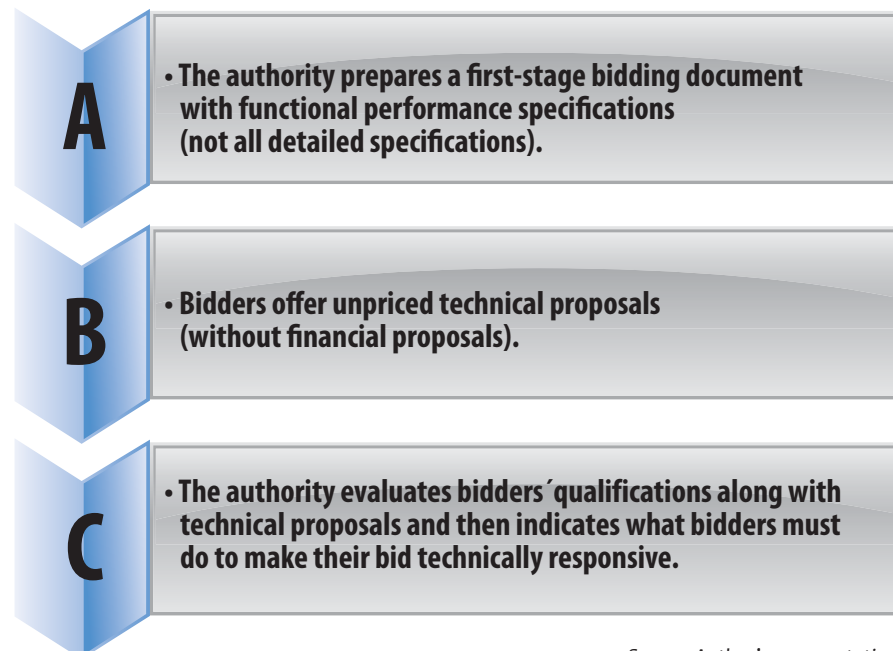 A
• The authority prepares a first-stage bidding document
with functional performance specifications
(not all detailed specifications).
B
• Bidders offer unpriced technical proposals
(without financial proposals).
C
• The authority evaluates bidders´qualifications along with
technical proposals and then indicates what bidders must
do to make their bid technically responsive.